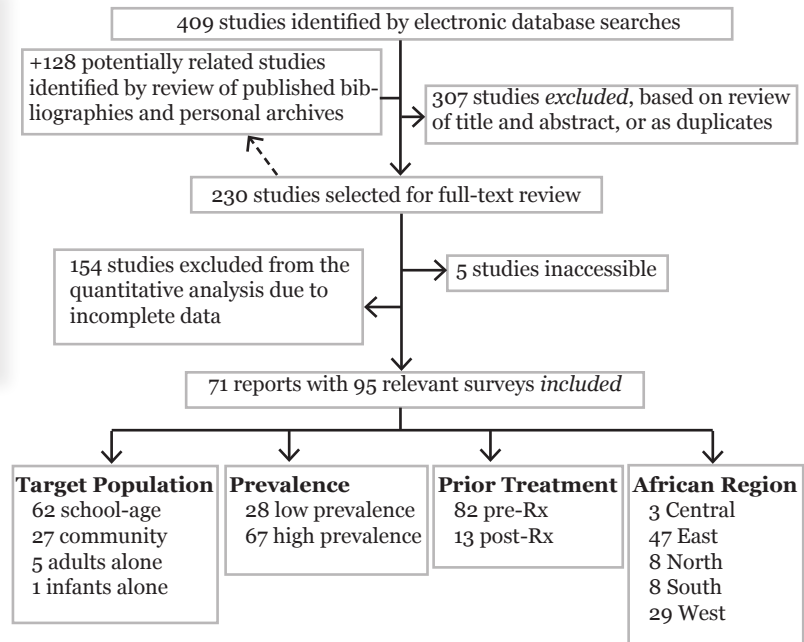 409 studies identified by electronic database searches
+128 potentially related studies
identified by review of published bib-
liographies and personal archives
307 studies excluded, based on review
of title and abstract, or as duplicates
230 studies selected for full-text review
154 studies excluded from the
quantitative analysis due to
incomplete data
5 studies inaccessible
71 reports with 95 relevant surveys included
Target Population
62 school-age
27 community
5 adults alone
1 infants alone
Prevalence
28 low prevalence
67 high prevalence
Prior Treatment
82 pre-Rx
13 post-Rx
African Region
3 Central
47 East
8 North
8 South
29 West